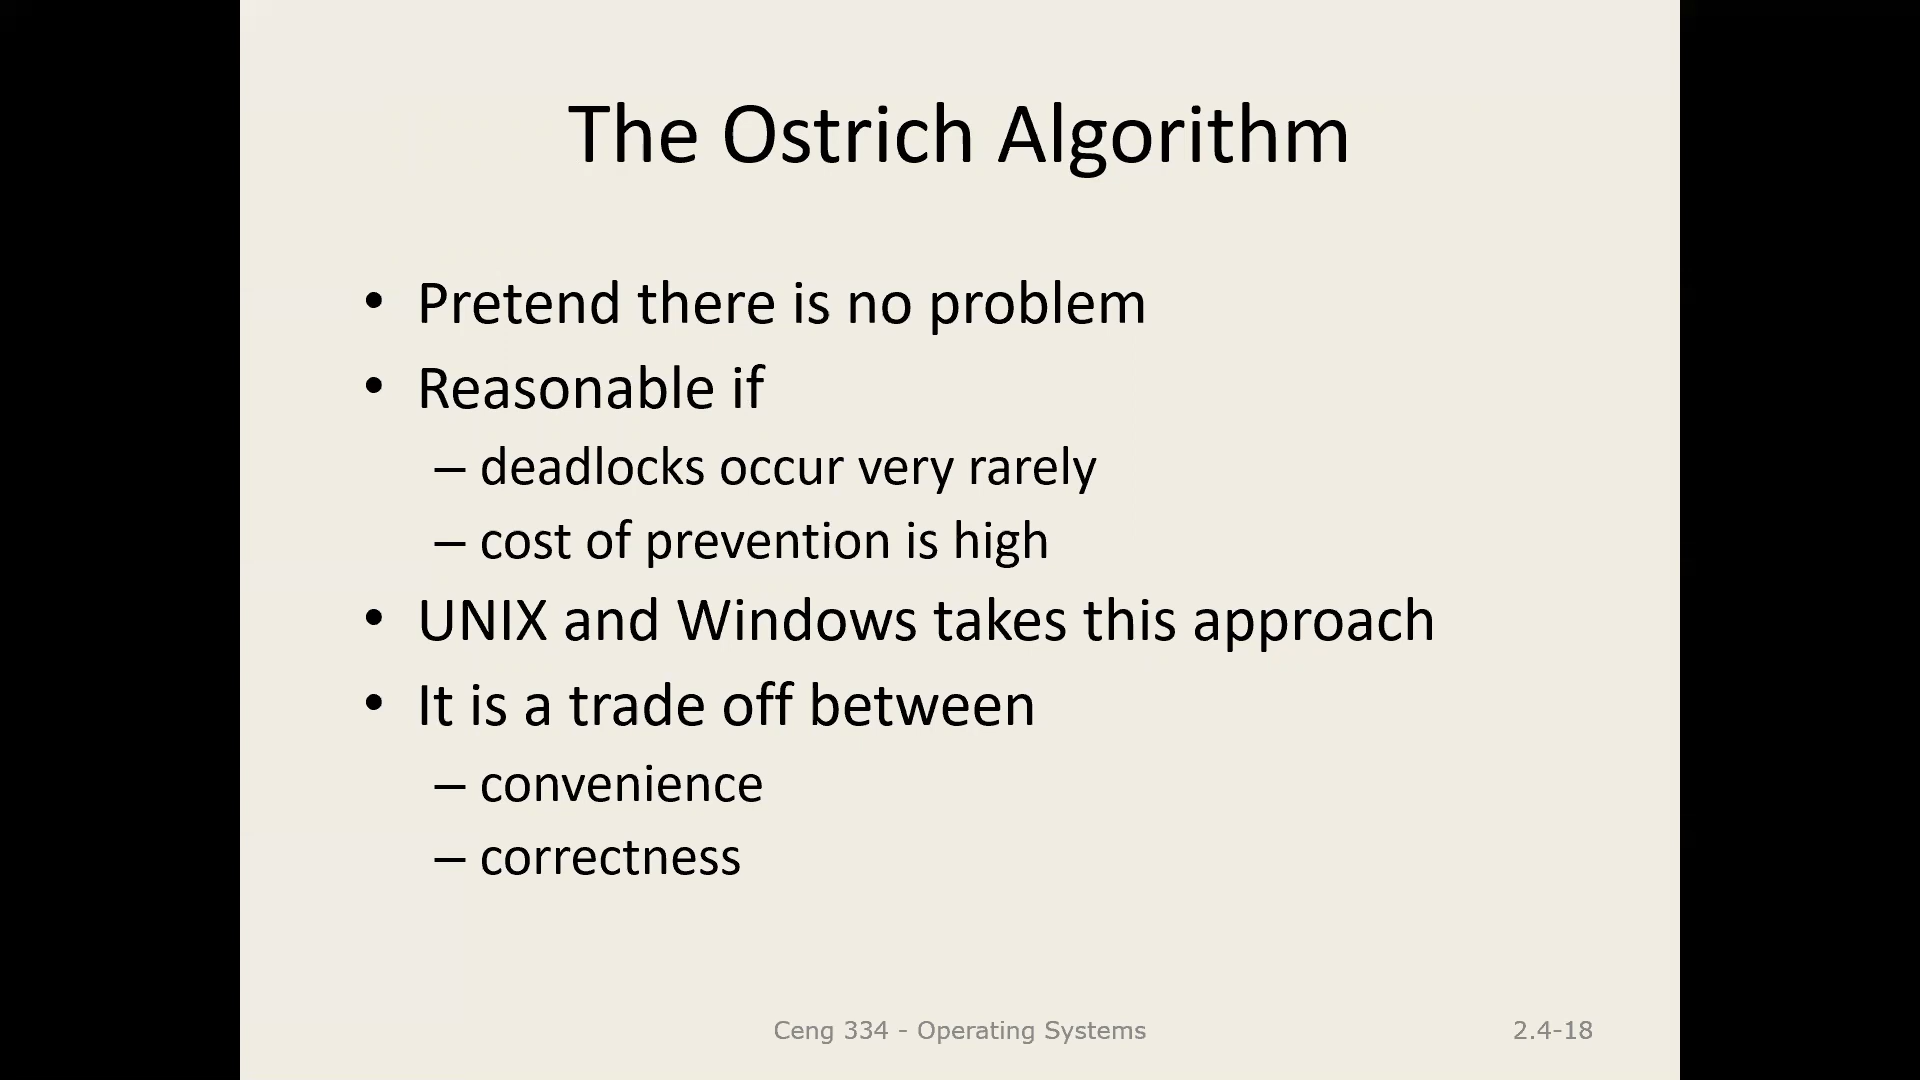 The Ostrich Algorithm
• Pretend there is no problem
• Reasonable if
– deadlocks occur very rarely
– cost of prevention is high
• UNIX and Windows takes this approach
• It is a trade off between
– convenience
– correctness
Ceng 334 - Operating Systems
2.4-18